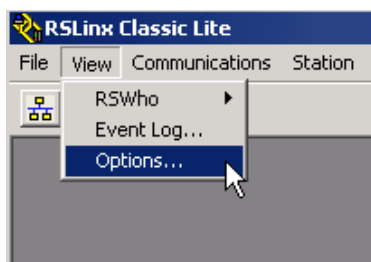 RSLinx Classic Lite
File View Communications Station
RSWho
Event Log...
Options...